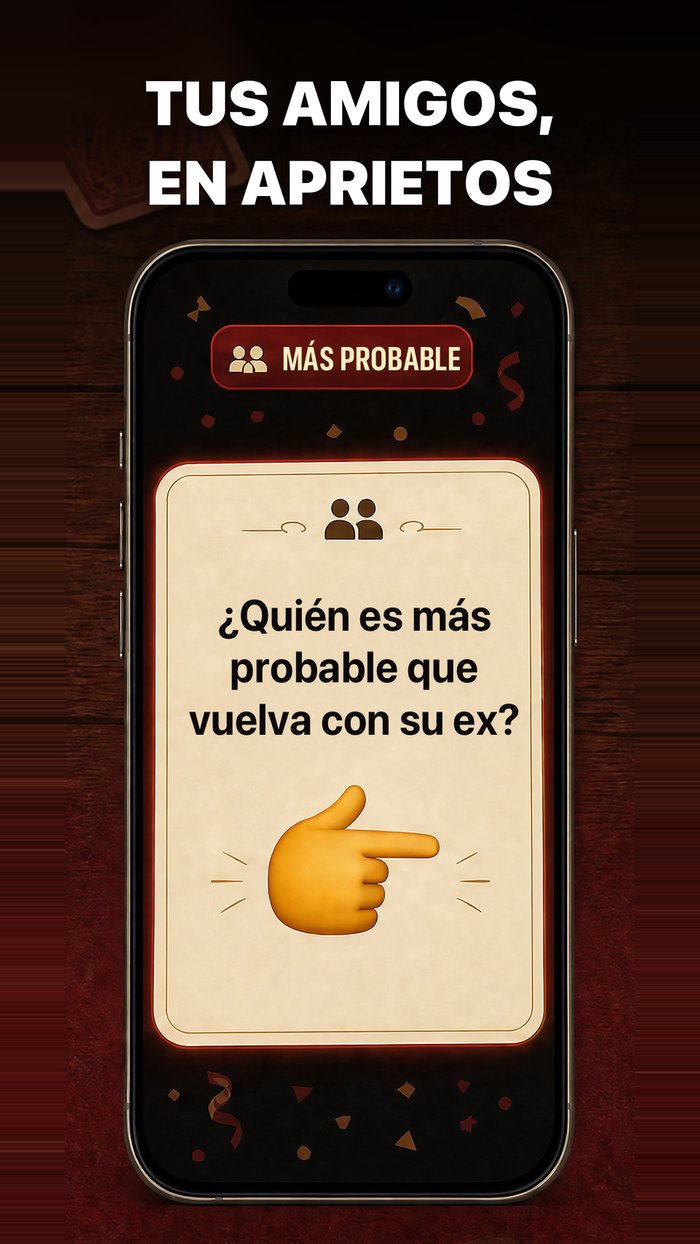 TUS AMIGOS,
EN APRIETOS
MÁS PROBABLE
¿Quién es más
probable que
vuelva con su ex?